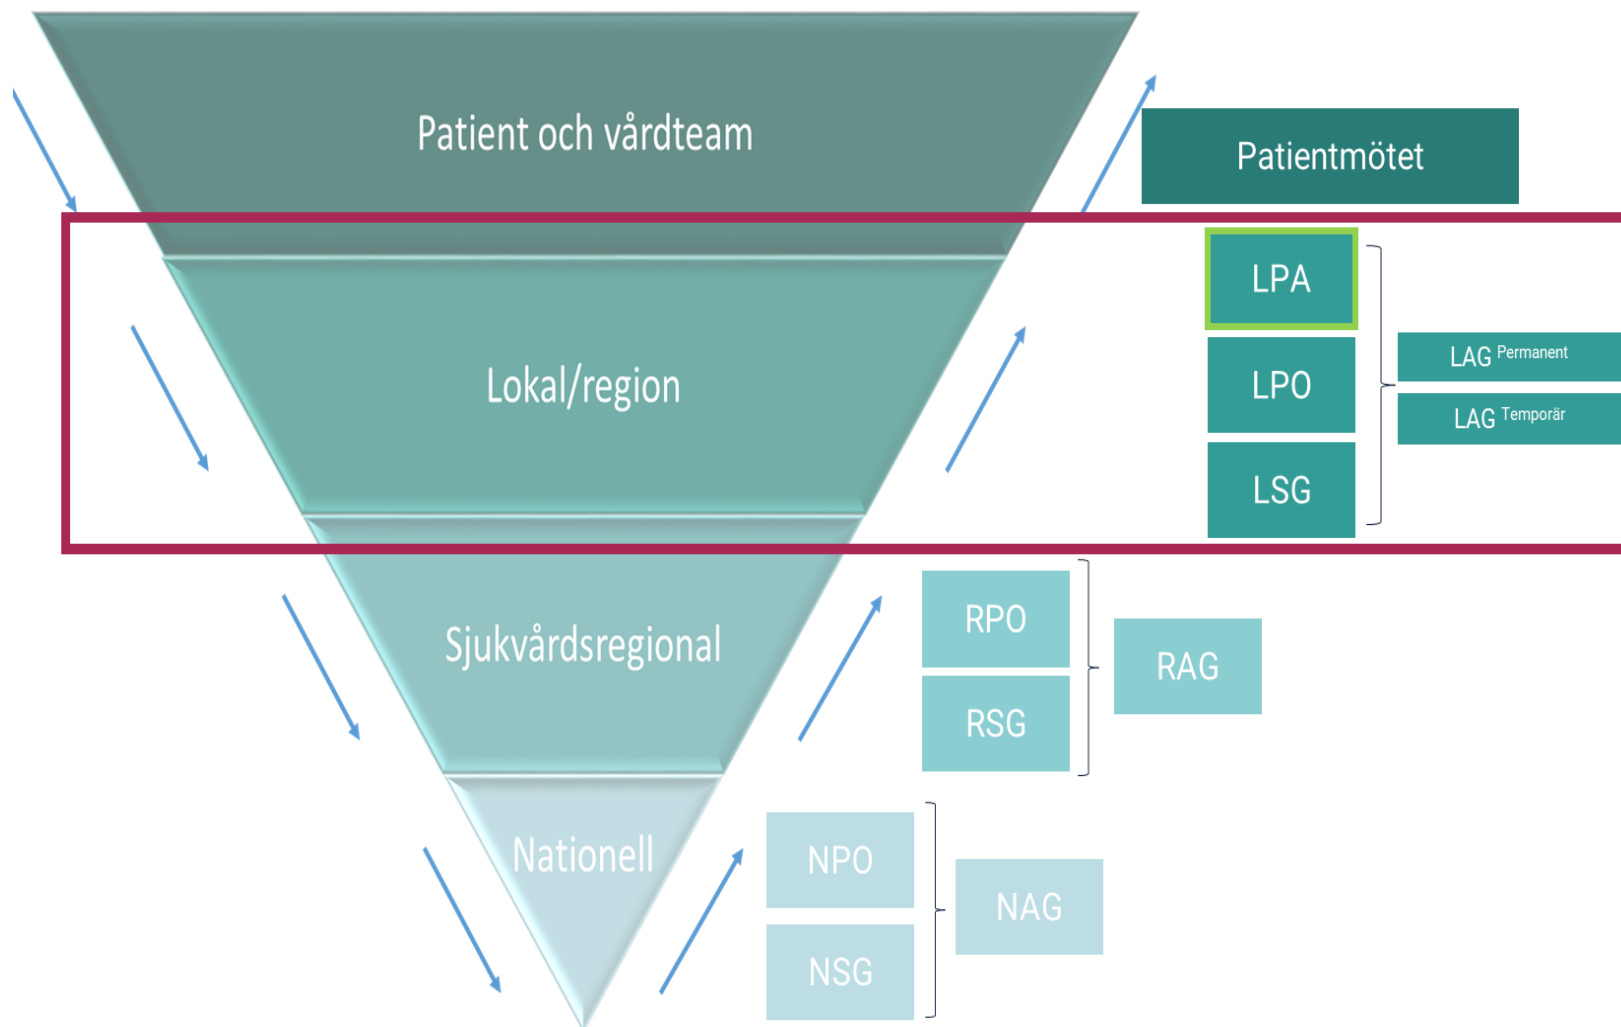 Patient och vårdteam
Patientmötet
Lokal/region
LPA
LPO
LSG
LAG Permanent
LAG Temporär
Sjukvårdsregional
RPO
RSG
RAG
Nationell
NPO
NSG
NAG